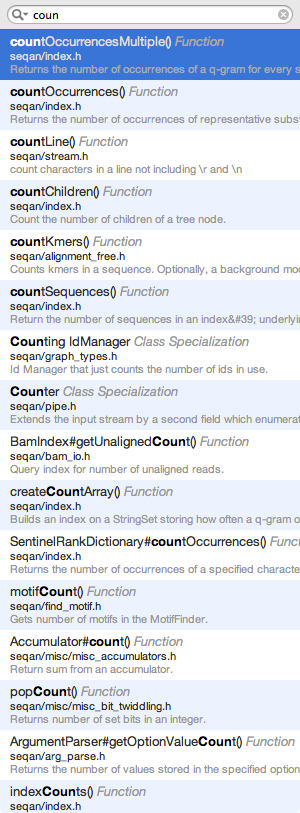 coun
countOccurrencesMultiple() Function
seqan/index.h
Returns the number of occurrences of a q-gram for every s
countOccurrences() Function
seqan/index.h
Returns the number of occurrences of representative subst
countLine() Function
seqan/stream.h
count characters in a line not including \r and \n
countChildren() Function
seqan/index.h
Count the number of children of a tree node.
countKmers() Function
seqan/alignment_free.h
Counts kmers in a sequence. Optionally, a background mod
countSequences() Function
seqan/index.h
Return the number of sequences in an index&#39; underlyin
Counting IdManager Class Specialization
seqan/graph_types.h
Id Manager that just counts the number of ids in use.
Counter Class Specialization
seqan/pipe.h
Extends the input stream by a second field which enumerat
BamIndex#getUnalignedCount() Function
seqan/bam_io.h
Query index for number of unaligned reads.
createCountArray() Function
seqan/index.h
Builds an index on a StringSet storing how often a q-gram o
SentinelRankDictionary#countOccurrences() Funct
seqan/index.h
Returns the number of occurrences of a specified characte
motifCount() Function
seqan/find_motif.h
Gets number of motifs in the MotifFinder.
Accumulator#count() Function
seqan/misc/misc_accumulators.h
Return sum from an accumulator.
popCount() Function
seqan/misc/misc_bit_twiddling.h
Returns number of set bits in an integer.
ArgumentParser#getOptionValueCount() Function
seqan/arg_parse.h
Returns the number of values stored in the specified option
indexCounts() Function
seqan/index.h